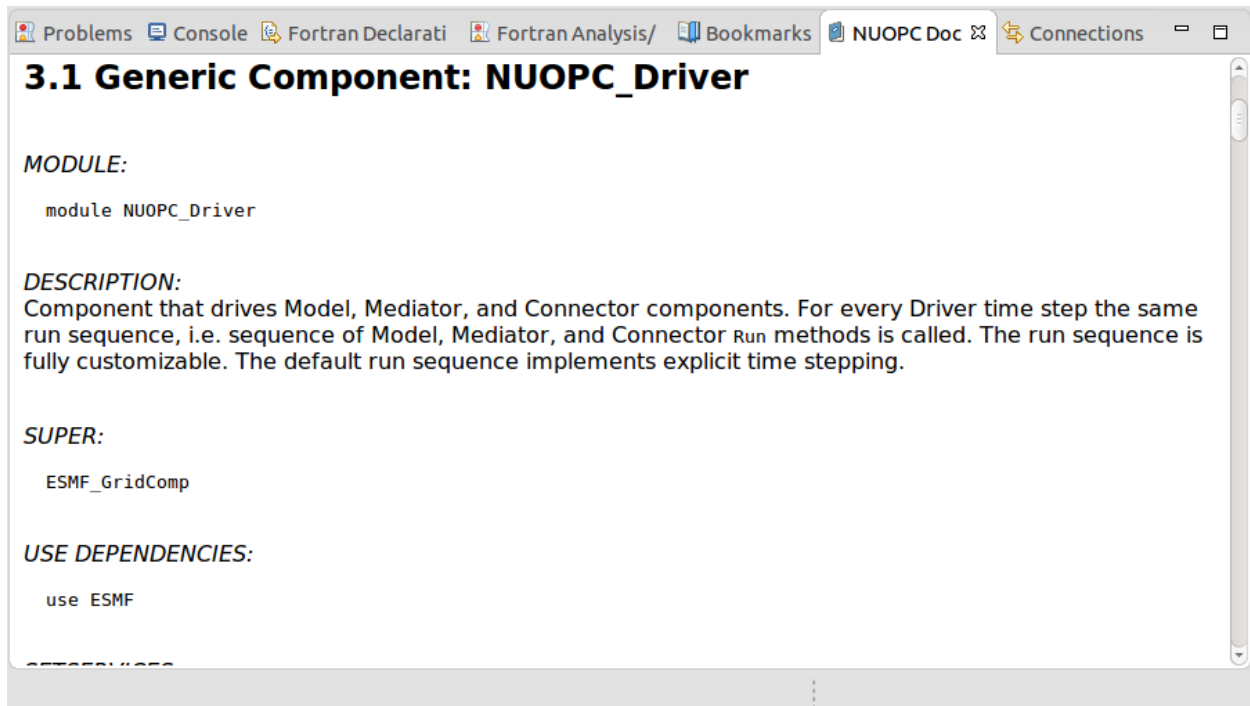 Problems Console Fortran Declarati Fortran Analysis/ Bookmarks NUOPC Doc Connections
3.1 Generic Component: NUOPC_Driver
MODULE:
module NUOPC_Driver
DESCRIPTION:
Component that drives Model, Mediator, and Connector components. For every Driver time step the same
run sequence, i.e. sequence of Model, Mediator, and Connector Run methods is called. The run sequence is
fully customizable. The default run sequence implements explicit time stepping.
SUPER:
ESMF_GridComp
USE DEPENDENCIES:
use ESMF